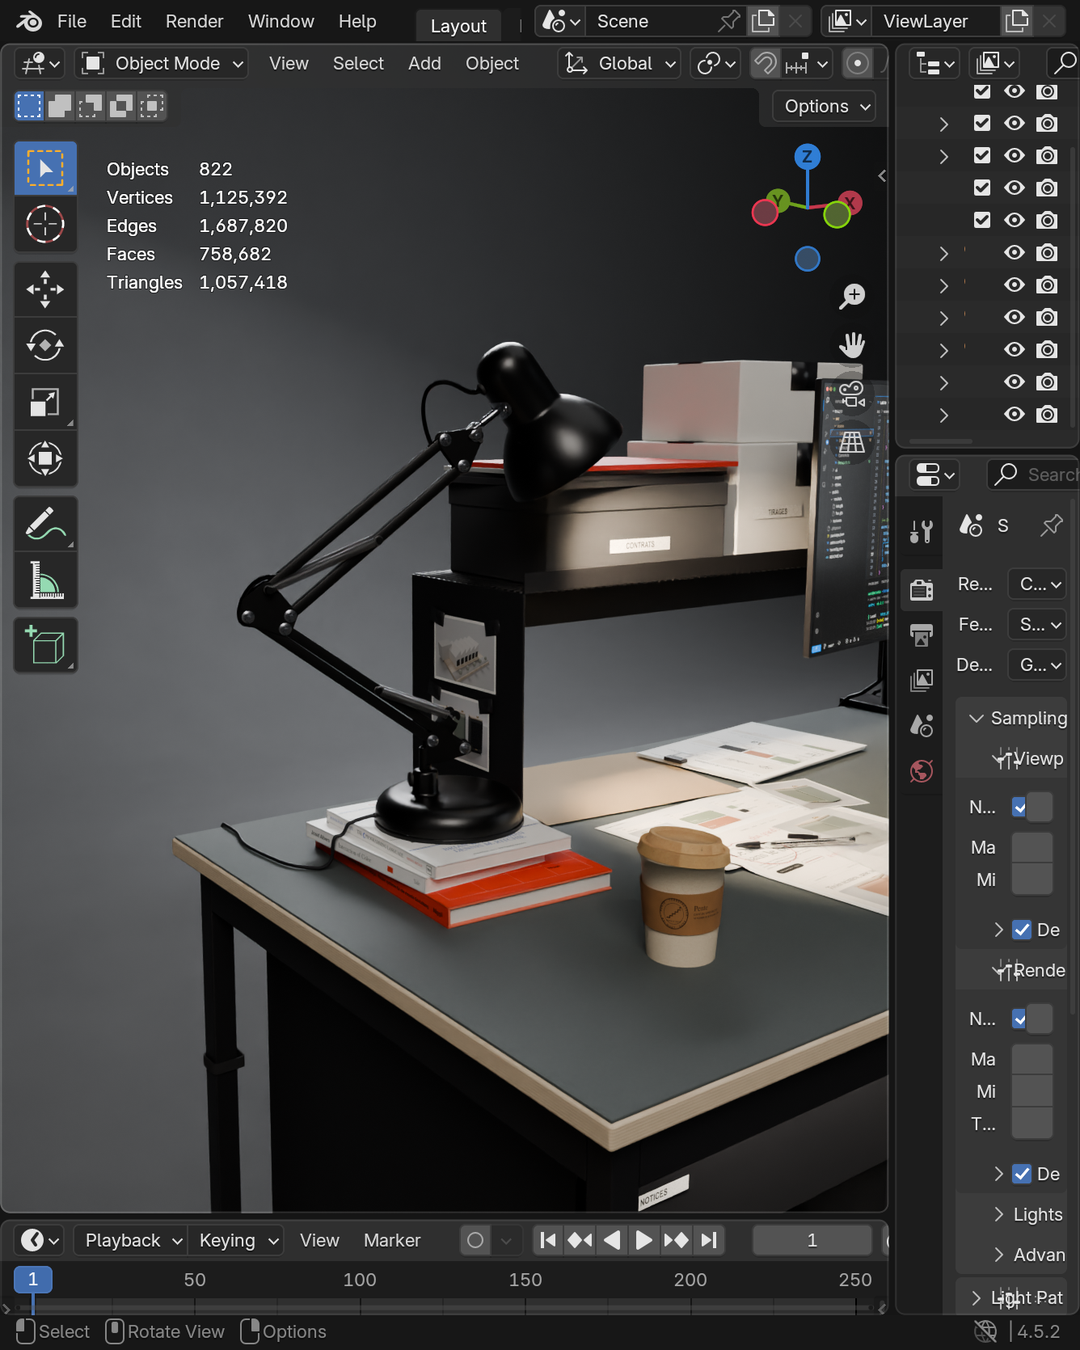 File Edit Render Window Help
Layout
Scene
ViewLayer
Object Mode
View Select Add Object
Global
Options
Objects 822
Vertices 1,125,392
Edges 1,687,820
Faces 758,682
Triangles 1,057,418
Z
Y
X
TIRAGES
CONTRATS
NOTICES
Search
S
Re... C...
Fe... S...
De... G...
Sampling
Viewp
N...
Ma
Mi
De
Rende
N...
Ma
Mi
T...
De
Lights
Advan
Light Pat
Playback Keying View Marker
1
1 50 100 150 200 250
Select Rotate View Options
4.5.2